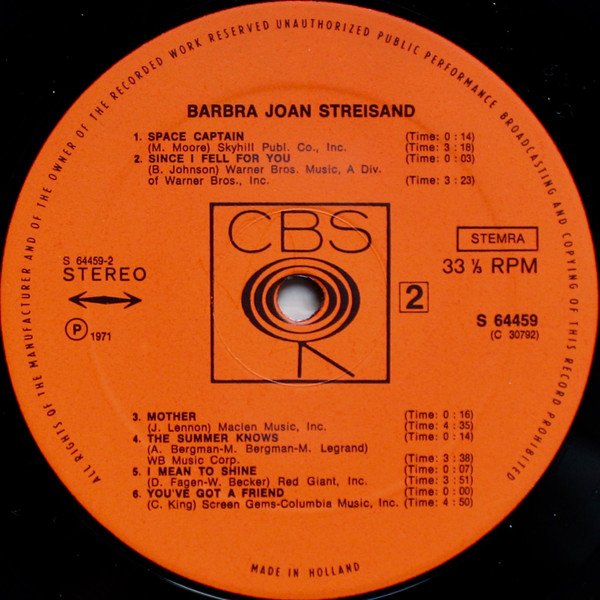 ALL RIGHTS OF THE MANUFACTURER AND OF THE OWNER OF THE RECORDED WORK RESERVED UNAUTHORIZED PUBLIC PERFORMANCE BROADCASTING AND COPYING OF THIS RECORD PROHIBITED
BARBRA JOAN STREISAND
1. SPACE CAPTAIN (Time: 0 : 14)
(M. Moore) Skyhill Publ. Co., Inc. (Time: 3 : 18)
2. SINCE I FELL FOR YOU (Time: 0 : 03)
(B. Johnson) Warner Bros. Music, A Div.
of Warner Bros., Inc. (Time: 3 : 23)
CBS
S 64459-2
STEREO
℗ 1971
STEMRA
33 ⅓ RPM
2
S 64459
(C 30792)
3. MOTHER (Time: 0 : 16)
(J. Lennon) Maclen Music, Inc. (Time: 4 : 35)
4. THE SUMMER KNOWS (Time: 0 : 14)
(A. Bergman-M. Bergman-M. Legrand)
WB Music Corp. (Time: 3 : 38)
5. I MEAN TO SHINE (Time: 0 : 07)
(D. Fagen-W. Becker) Red Giant, Inc. (Time: 3 : 51)
6. YOU'VE GOT A FRIEND (Time: 0 : 00)
(C. King) Screen Gems-Columbia Music, Inc. (Time: 4 : 50)
MADE IN HOLLAND